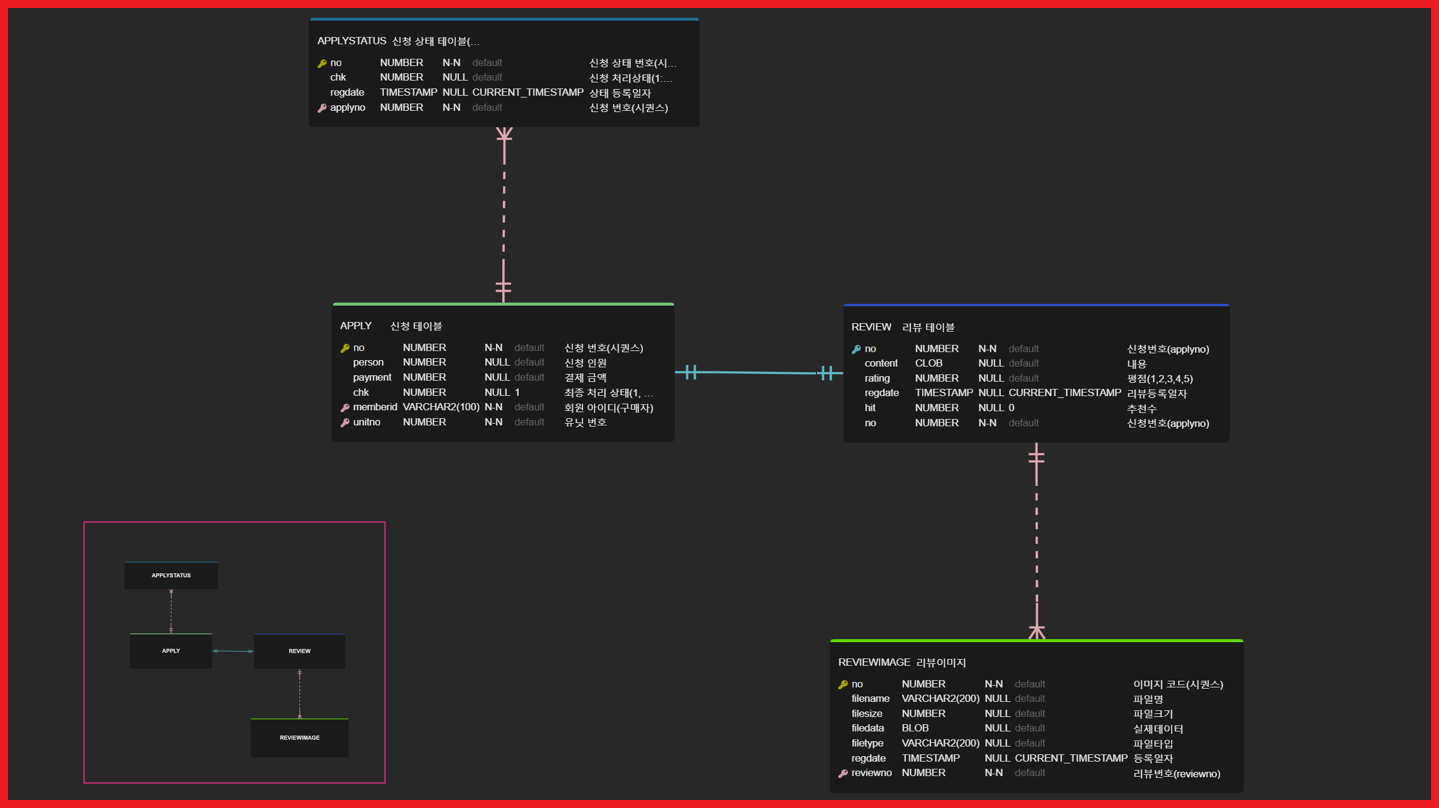 APPLYSTATUS 신청 상태 테이블(...
no NUMBER N-N default 신청 상태 번호(시...
chk NUMBER NULL default 신청 처리상태(1:...
regdate TIMESTAMP NULL CURRENT_TIMESTAMP 상태 등록일자
applyno NUMBER N-N default 신청 번호(시퀀스)
APPLY 신청 테이블
no NUMBER N-N default 신청 번호(시퀀스)
person NUMBER NULL default 신청 인원
payment NUMBER NULL default 결제 금액
chk NUMBER NULL 1 최종 처리 상태(1, ...
memberid VARCHAR2(100) N-N default 회원 아이디(구매자)
unitno NUMBER N-N default 유닛 번호
REVIEW 리뷰 테이블
no NUMBER N-N default 신청번호(applyno)
content CLOB NULL default 내용
rating NUMBER NULL default 평점(1,2,3,4,5)
regdate TIMESTAMP NULL CURRENT_TIMESTAMP 리뷰등록일자
hit NUMBER NULL 0 추천수
no NUMBER N-N default 신청번호(applyno)
REVIEWIMAGE 리뷰이미지
no NUMBER N-N default 이미지 코드(시퀀스)
filename VARCHAR2(200) NULL default 파일명
filesize NUMBER NULL default 파일크기
filedata BLOB NULL default 실제데이터
filetype VARCHAR2(200) NULL default 파일타입
regdate TIMESTAMP NULL CURRENT_TIMESTAMP 등록일자
reviewno NUMBER N-N default 리뷰번호(reviewno)
APPLYSTATUS
APPLY
REVIEW
REVIEWIMAGE